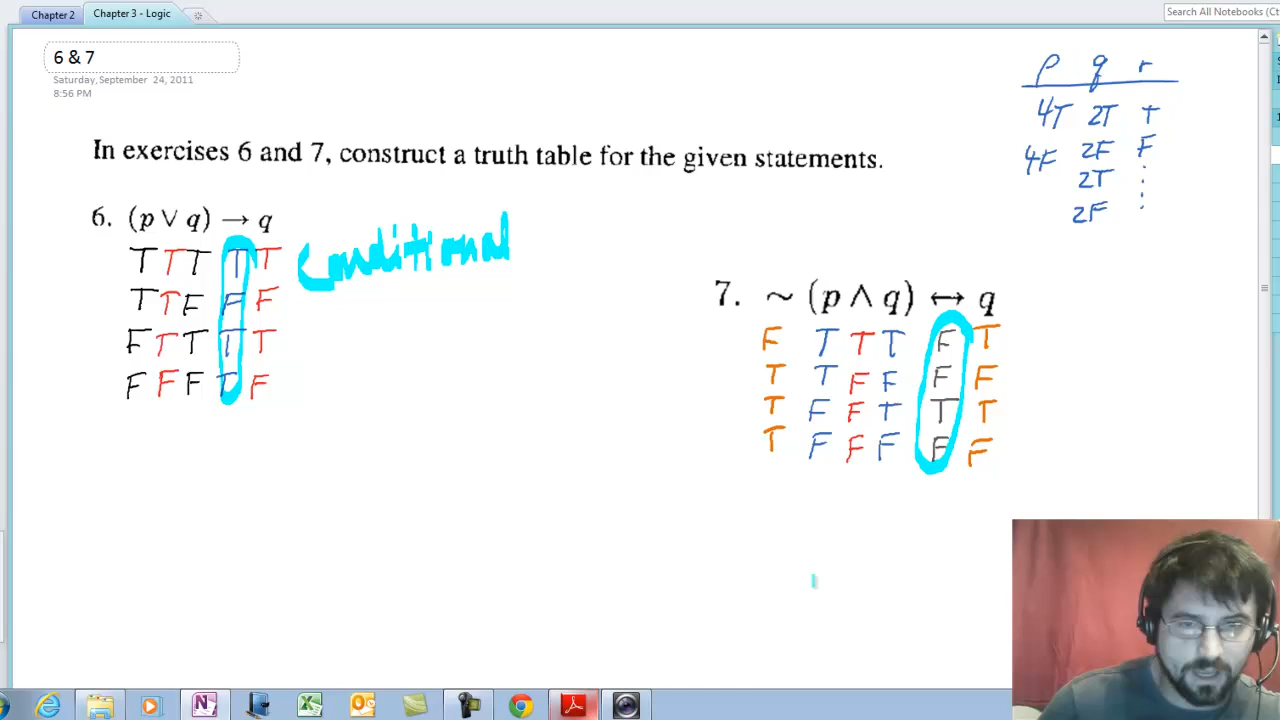 Chapter 2
Chapter 3 - Logic
Search All Notebooks (Ct
6 & 7
Saturday, September 24, 2011
8:56 PM
p q r
4T 2T T
4F 2F F
2T
2F
In exercises 6 and 7, construct a truth table for the given statements.
6. (p ∨ q) → q
T T T T T
T T F F F
F T T T T
F F F T F
Conditional
7. ~ (p ∧ q) ↔ q
F T T T F T
T T F F F F
T F F T T T
T F F F F F